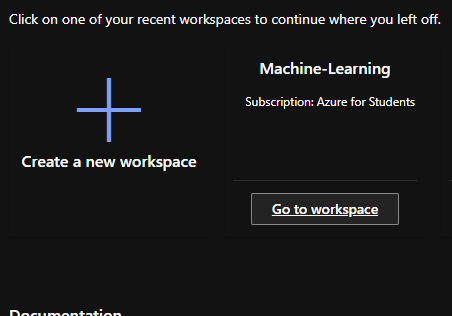 Click on one of your recent workspaces to continue where you left off.
Machine-Learning
Subscription: Azure for Students
Create a new workspace
Go to workspace
Documentation